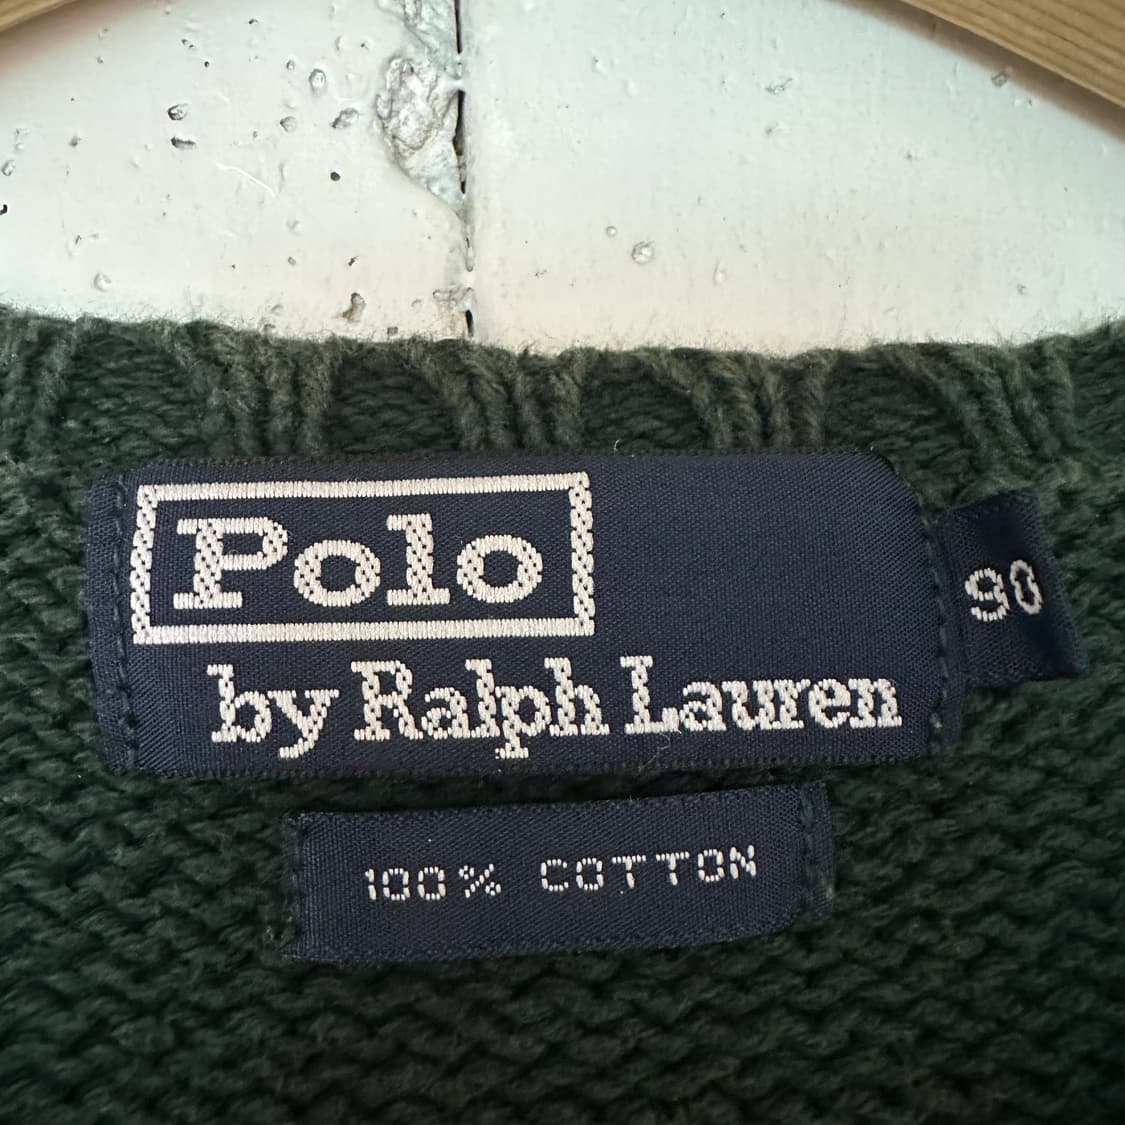 Polo
by Ralph Lauren
90
100% COTTON